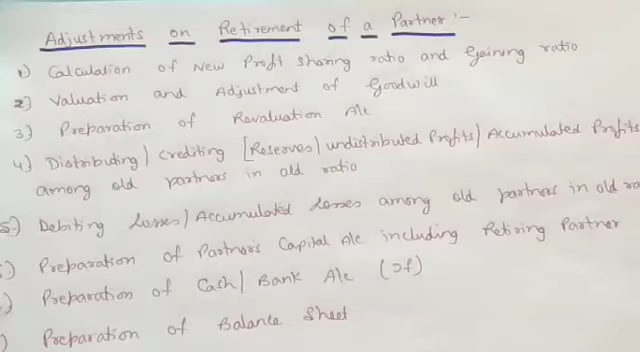 Adjustments on Retirement of a Partner :-
1) Calculation of New Profit sharing ratio and gaining ratio
2) Valuation and Adjustment of Goodwill
3) Preparation of Revaluation A/c
4) Distributing/ crediting [Reserves/ undistributed Profits/ Accumulated Profits
among old partners in old ratio
5) Debiting Losses/ Accumulated Losses among old partners in old ra
) Preparation of Partner's Capital A/c including Retiring Partner
) Preparation of Cash/ Bank A/c (If)
) Preparation of Balance Sheet